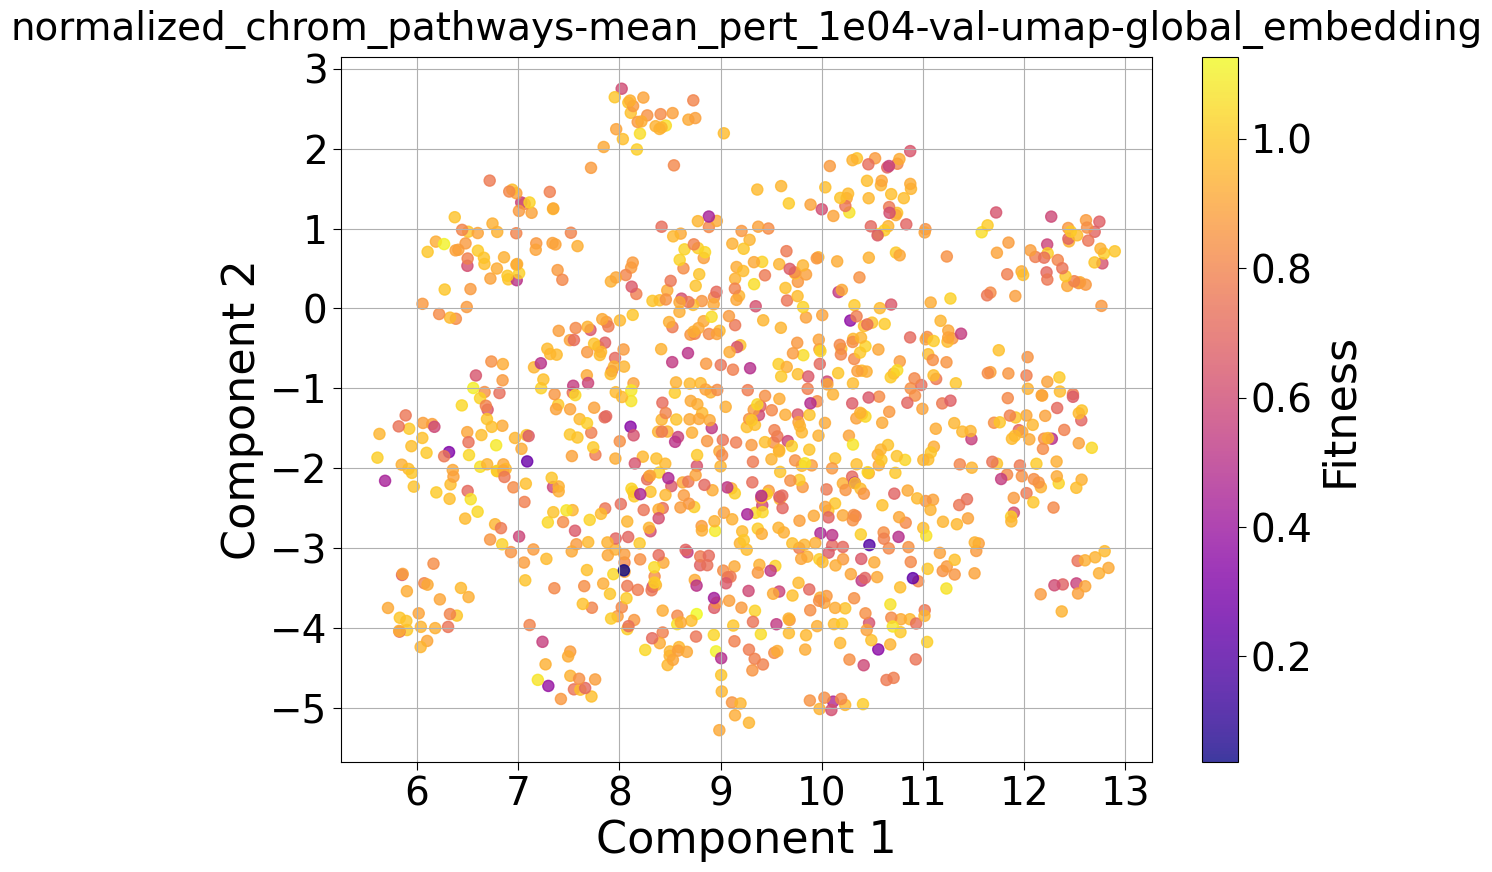 normalized_chrom_pathways-mean_pert_1e04-val-umap-global_embedding
3
2
1
0
−1
−2
−3
−4
−5
Component 2
6 7 8 9 10 11 12 13
Component 1
1.0
0.8
0.6
0.4
0.2
Fitness